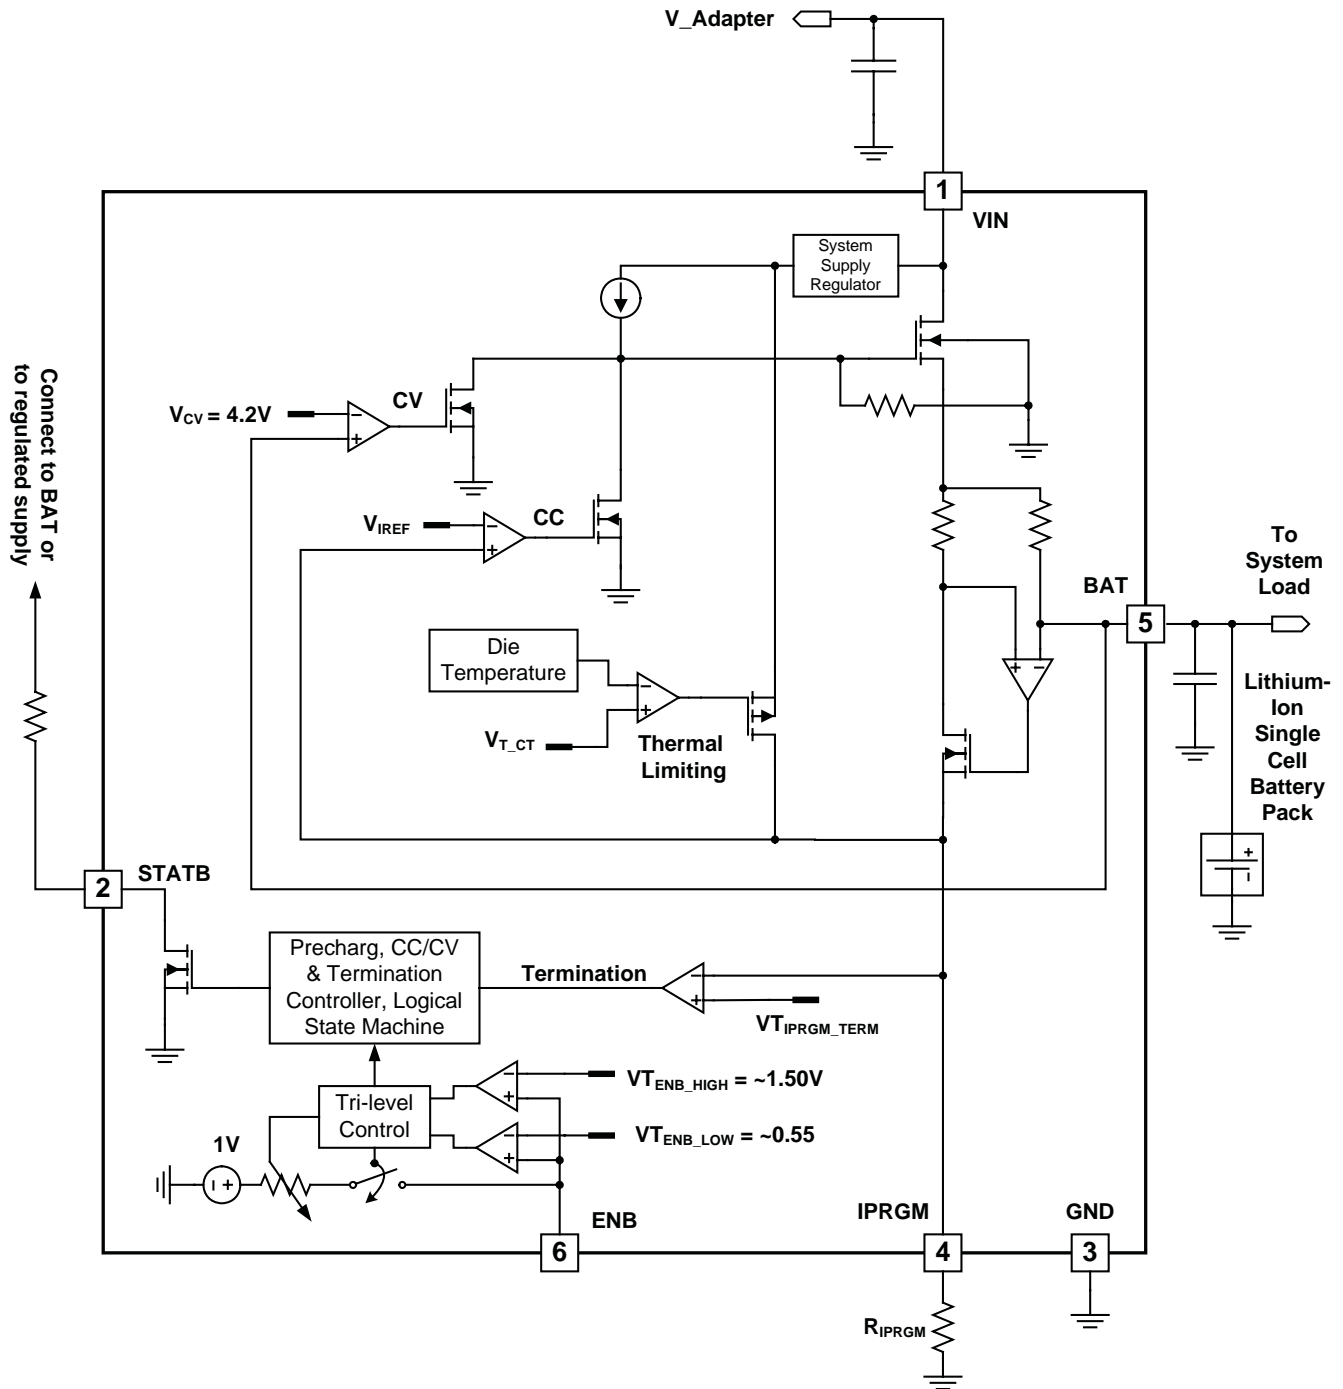 V_Adapter
1
VIN
System
Supply
Regulator
Connect to BAT or
to regulated supply
CV
VCV = 4.2V
CC
VIREF
To
System
Load
BAT
5
Die
Temperature
Lithium-
Ion
Single
Cell
Battery
Pack
VT_CT
Thermal
Limiting
2
STATB
Precharg, CC/CV
& Termination
Controller, Logical
State Machine
Termination
VTIPRGM_TERM
Tri-level
Control
VTENB_HIGH = ~1.50V
VTENB_LOW = ~0.55
1V
ENB
6
IPRGM
4
GND
3
RIPRGM